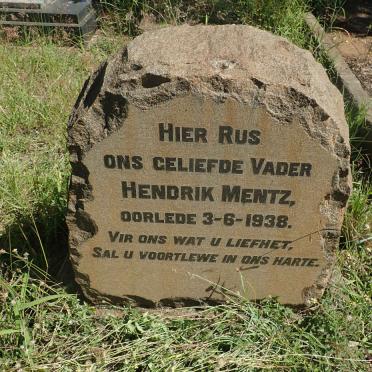 HIER RUS
ONS GELIEFDE VADER
HENDRIK MENTZ,
OORLEDE 3-6-1938.
VIR ONS WAT U LIEFHET,
SAL U VOORTLEWE IN ONS HARTE.